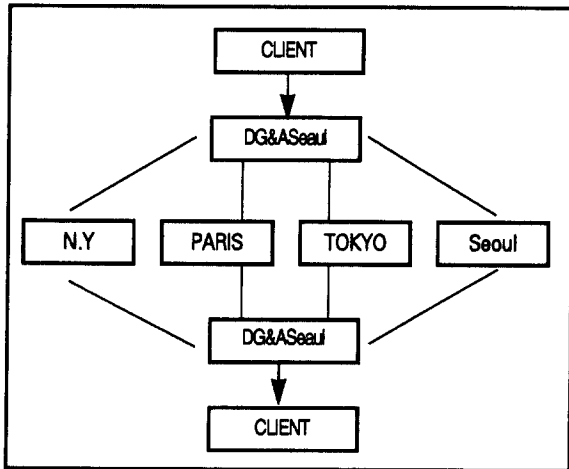 CLIENT
DG&ASeaul
N.Y PARIS TOKYO Seoul
DG&ASeaul
CLIENT